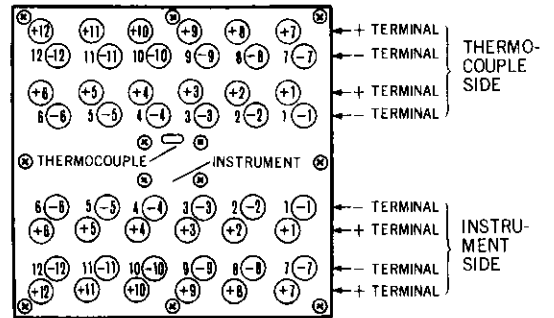 +12 +11 +10 +9 +8 +7 + TERMINAL
12 -12 11 -11 10 -10 9 -9 8 -8 7 -7 - TERMINAL
THERMO-
COUPLE
SIDE
+6 +5 +4 +3 +2 +1 + TERMINAL
6 -6 5 -5 4 -4 3 -3 2 -2 1 -1 - TERMINAL
THERMOCOUPLE INSTRUMENT
6 -6 5 -5 4 -4 3 -3 2 -2 1 -1 - TERMINAL
+6 +5 +4 +3 +2 +1 + TERMINAL
INSTRU-
MENT
SIDE
12 -12 11 -11 10 -10 9 -9 8 -8 7 -7 - TERMINAL
+12 +11 +10 +9 +8 +7 + TERMINAL